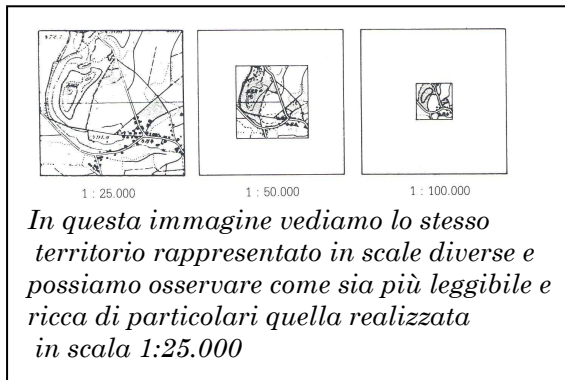 1 : 25.000
1 : 50.000
1 : 100.000
In questa immagine vediamo lo stesso
territorio rappresentato in scale diverse e
possiamo osservare come sia più leggibile e
ricca di particolari quella realizzata
in scala 1:25.000